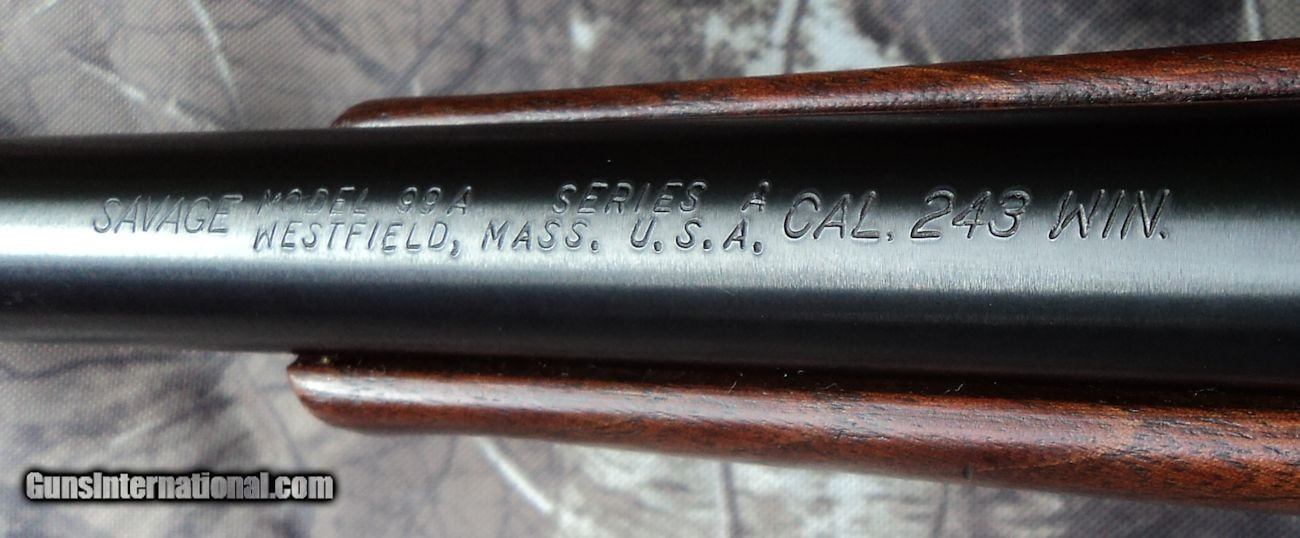 SAVAGE MODEL 99A SERIES A CAL. 243 WIN.
WESTFIELD, MASS. U.S.A.
GunsInternational.com